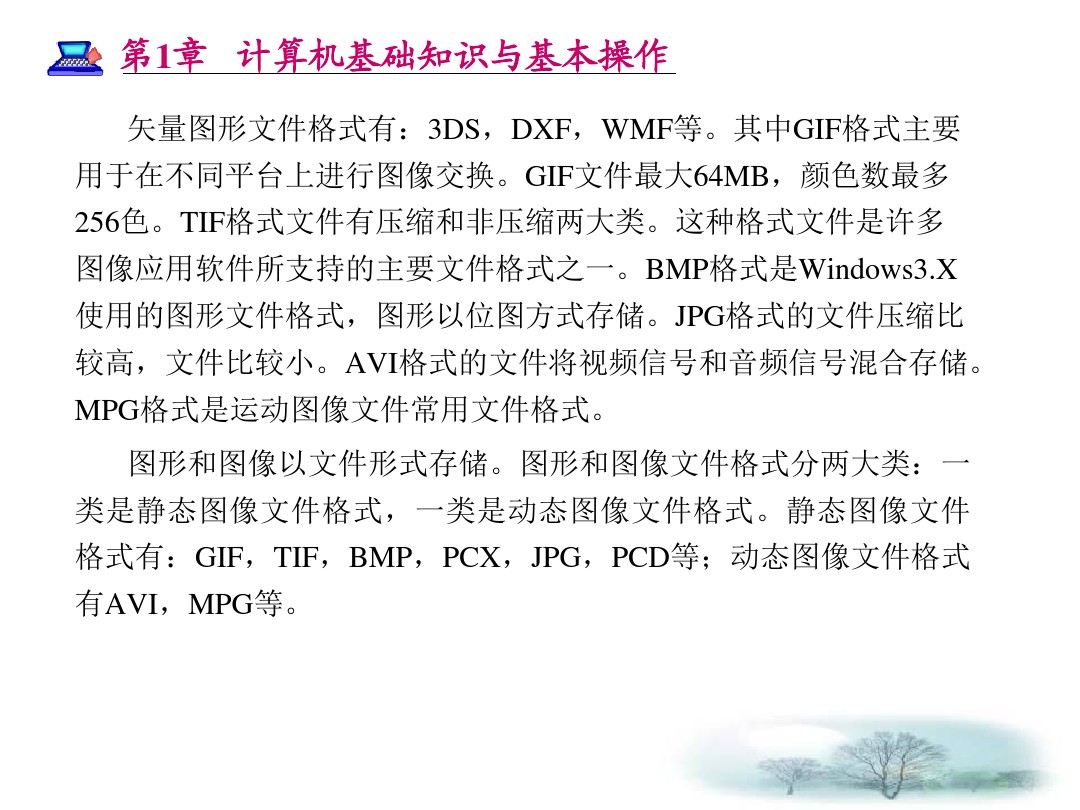 第1章 计算机基础知识与基本操作
矢量图形文件格式有：3DS，DXF，WMF等。其中GIF格式主要
用于在不同平台上进行图像交换。GIF文件最大64MB，颜色数最多
256色。TIF格式文件有压缩和非压缩两大类。这种格式文件是许多
图像应用软件所支持的主要文件格式之一。BMP格式是Windows3.X
使用的图形文件格式，图形以位图方式存储。JPG格式的文件压缩比
较高，文件比较小。AVI格式的文件将视频信号和音频信号混合存储。
MPG格式是运动图像文件常用文件格式。
图形和图像以文件形式存储。图形和图像文件格式分两大类：一
类是静态图像文件格式，一类是动态图像文件格式。静态图像文件
格式有：GIF，TIF，BMP，PCX，JPG，PCD等；动态图像文件格式
有AVI，MPG等。